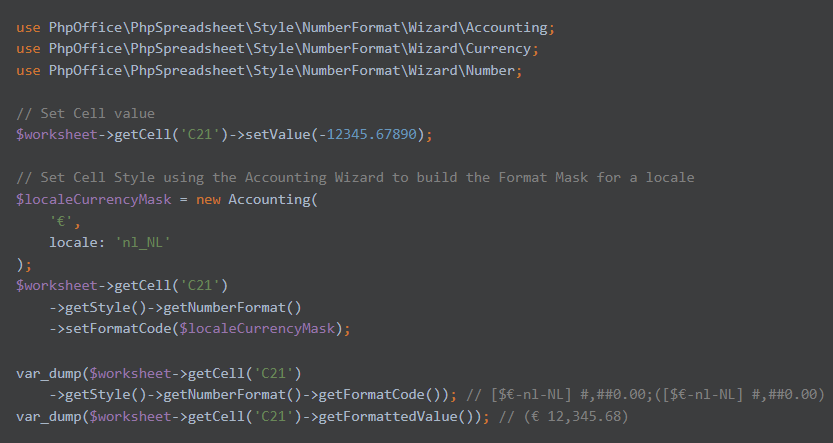 use PhpOffice\PhpSpreadsheet\Style\NumberFormat\Wizard\Accounting;
use PhpOffice\PhpSpreadsheet\Style\NumberFormat\Wizard\Currency;
use PhpOffice\PhpSpreadsheet\Style\NumberFormat\Wizard\Number;

// Set Cell value
$worksheet->getCell('C21')->setValue(-12345.67890);

// Set Cell Style using the Accounting Wizard to build the Format Mask for a locale
$localeCurrencyMask = new Accounting(
    '€',
    locale: 'nl_NL'
);
$worksheet->getCell('C21')
    ->getStyle()->getNumberFormat()
    ->setFormatCode($localeCurrencyMask);

var_dump($worksheet->getCell('C21')
    ->getStyle()->getNumberFormat()->getFormatCode()); // [$€-nl-NL] #,##0.00;([$€-nl-NL] #,##0.00)
var_dump($worksheet->getCell('C21')->getFormattedValue()); // (€ 12,345.68)